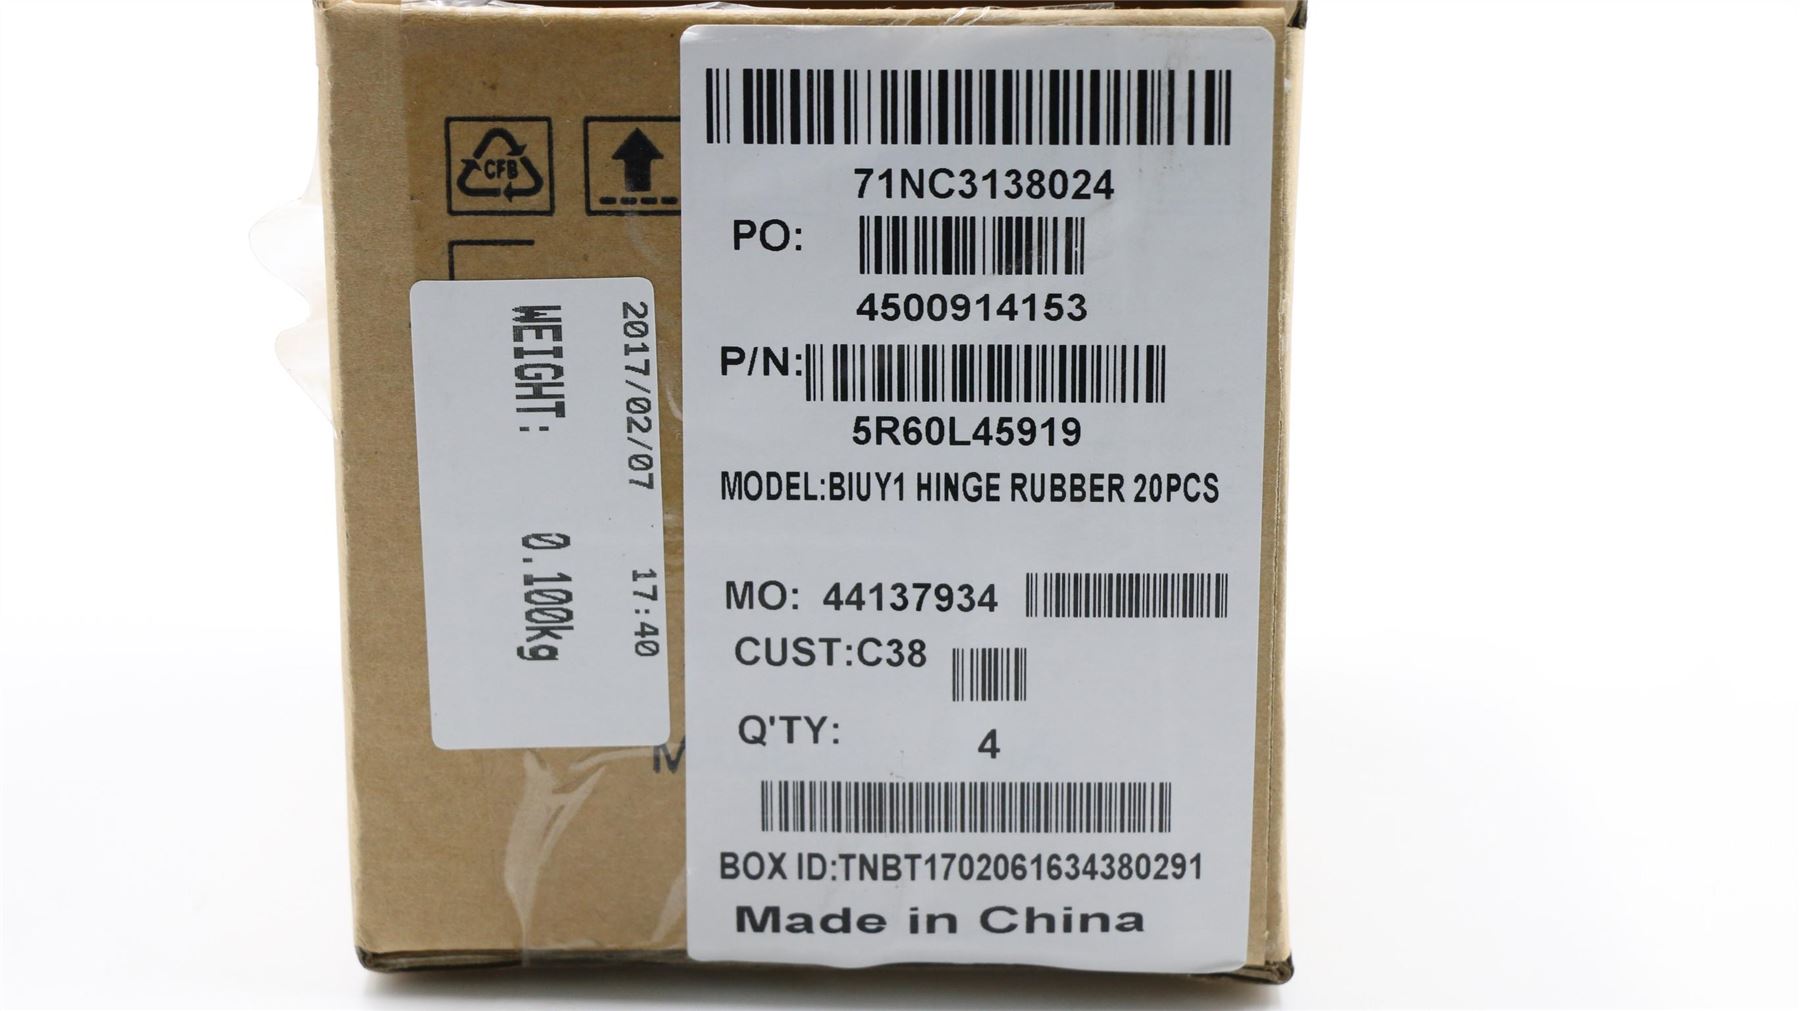 CFB
2017/02/07 17:40
WEIGHT: 0.100kg
M
71NC3138024
PO:
4500914153
P/N:
5R60L45919
MODEL:BIUY1 HINGE RUBBER 20PCS
MO: 44137934
CUST:C38
Q'TY: 4
BOX ID:TNBT1702061634380291
Made in China